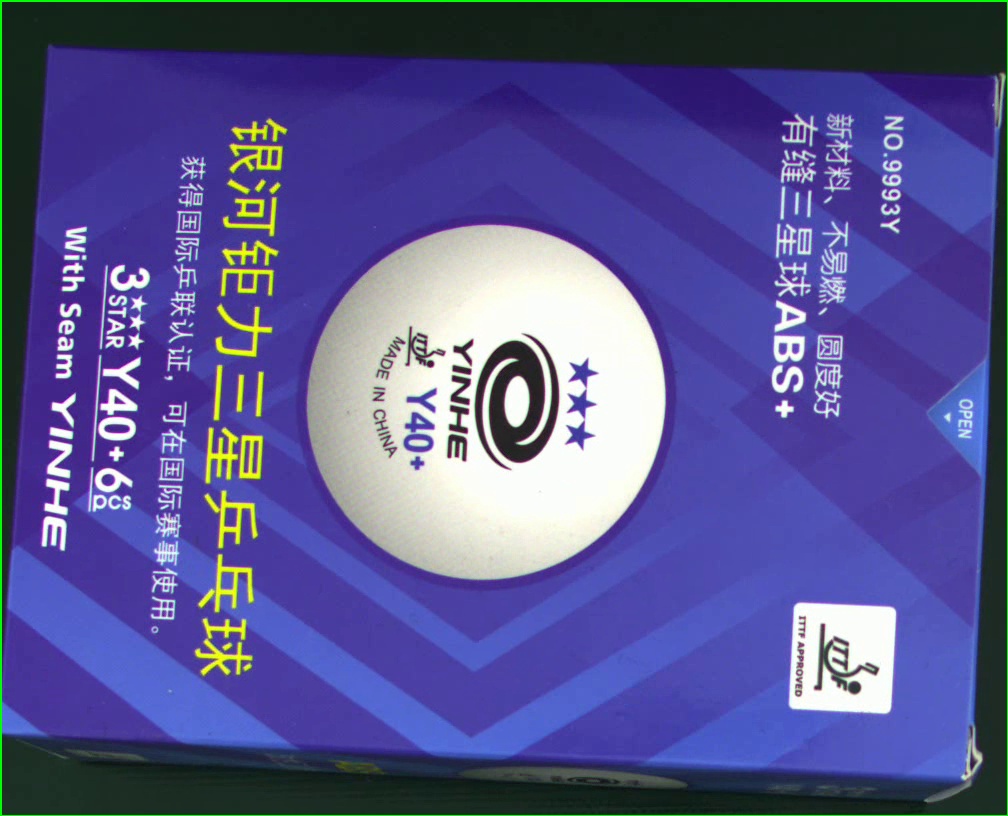 NO.9993Y
新材料、不易燃、圆度好
有缝三星球ABS+
OPEN
YINHE
Y40+
ITTF
MADE IN CHINA
ITTF
ITTF APPROVED
银河钜力三星乒乓球
获得国际乒联认证，可在国际赛事使用。
3 STAR Y40+ 6PCS
With Seam YINHE